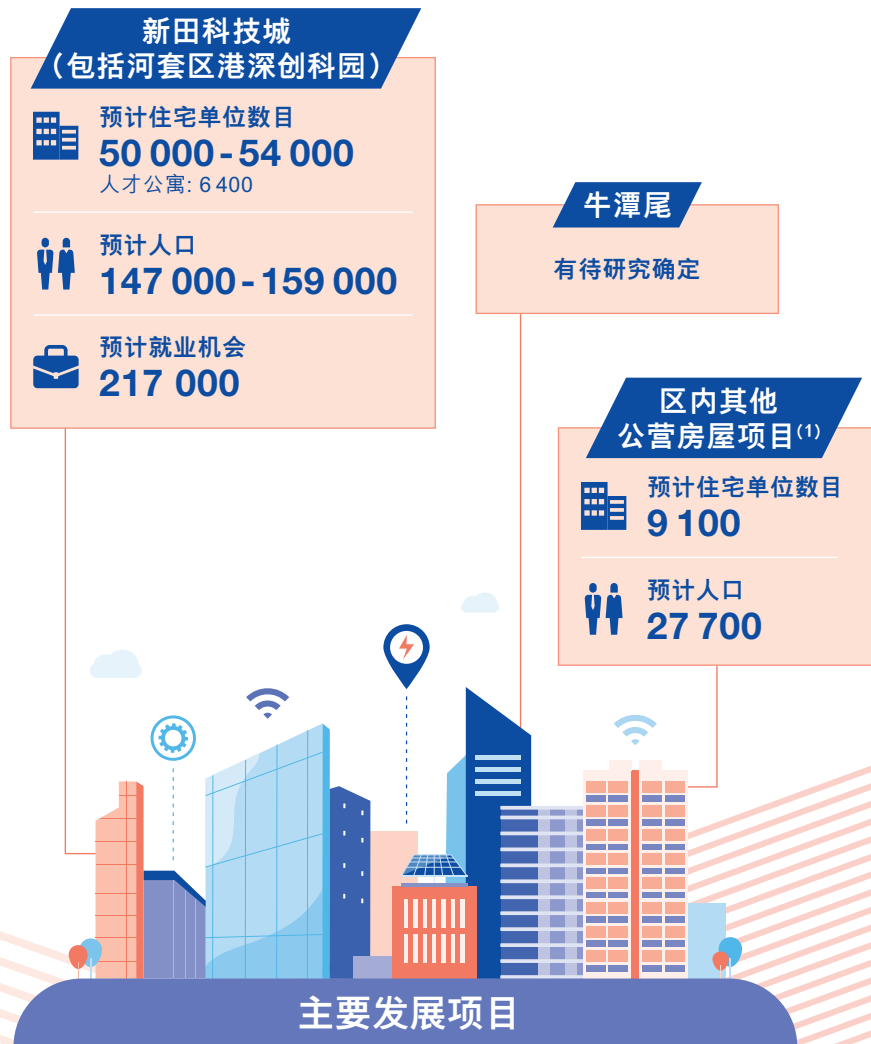 新田科技城
（包括河套区港深创科园）
预计住宅单位数目
50 000 - 54 000
人才公寓: 6 400
预计人口
147 000 - 159 000
预计就业机会
217 000
牛潭尾
有待研究确定
区内其他
公营房屋项目(1)
预计住宅单位数目
9 100
预计人口
27 700
主要发展项目